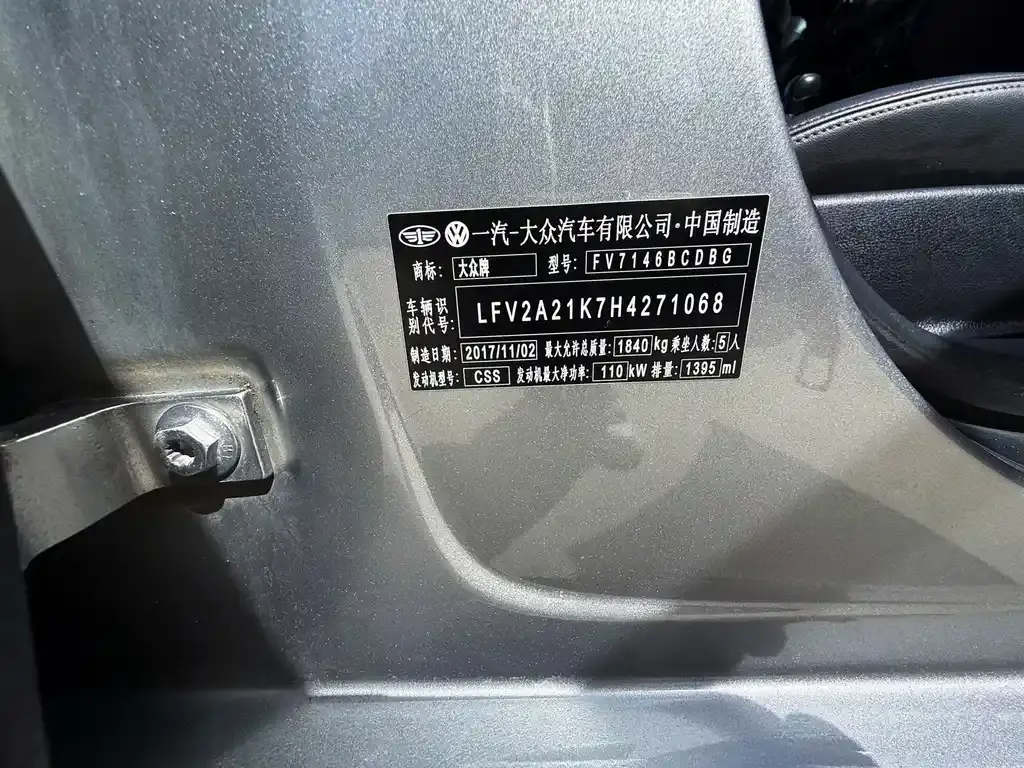 一汽-大众汽车有限公司·中国制造
商标: 大众牌 型号: FV7146BCDBG
车辆识别代号: LFV2A21K7H4271068
制造日期: 2017/11/02 最大允许总质量: 1840 kg 乘坐人数: 5 人
发动机型号: CSS 发动机最大净功率: 110 kW 排量: 1395 ml